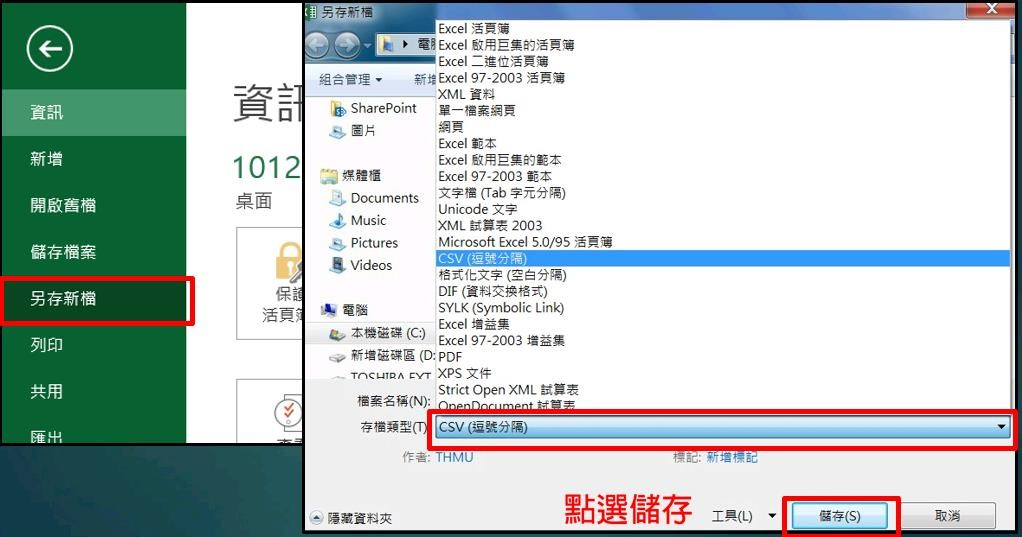 資訊
新增
開啟舊檔
儲存檔案
另存新檔
列印
共用
匯出
資訊
1012
桌面
保護
活頁簿
另存新檔
電腦
組合管理
新增
SharePoint
圖片
媒體櫃
Documents
Music
Pictures
Videos
電腦
本機磁碟 (C:)
新增磁碟區 (D:
TOSHIBA EXT
Excel 活頁簿
Excel 啟用巨集的活頁簿
Excel 二進位活頁簿
Excel 97-2003 活頁簿
XML 資料
單一檔案網頁
網頁
Excel 範本
Excel 啟用巨集的範本
Excel 97-2003 範本
文字檔 (Tab 字元分隔)
Unicode 文字
XML 試算表 2003
Microsoft Excel 5.0/95 活頁簿
CSV (逗號分隔)
格式化文字 (空白分隔)
DIF (資料交換格式)
SYLK (Symbolic Link)
Excel 增益集
Excel 97-2003 增益集
PDF
XPS 文件
Strict Open XML 試算表
OpenDocument 試算表
檔案名稱(N):
存檔類型(T): CSV (逗號分隔)
作者: THMU 標記: 新增標記
點選儲存
隱藏資料夾 工具(L) 儲存(S) 取消